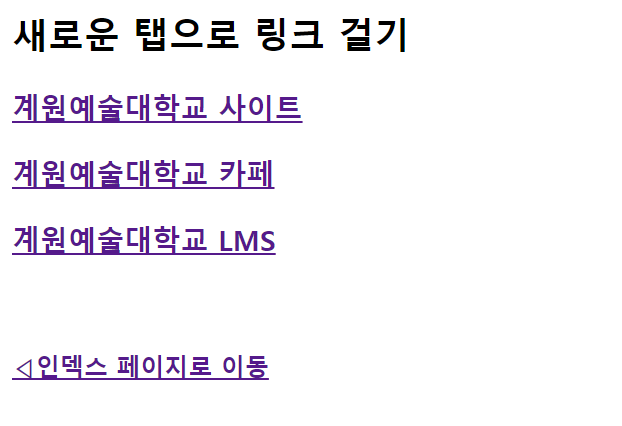 새로운 탭으로 링크 걸기
계원예술대학교 사이트
계원예술대학교 카페
계원예술대학교 LMS
◁인덱스 페이지로 이동